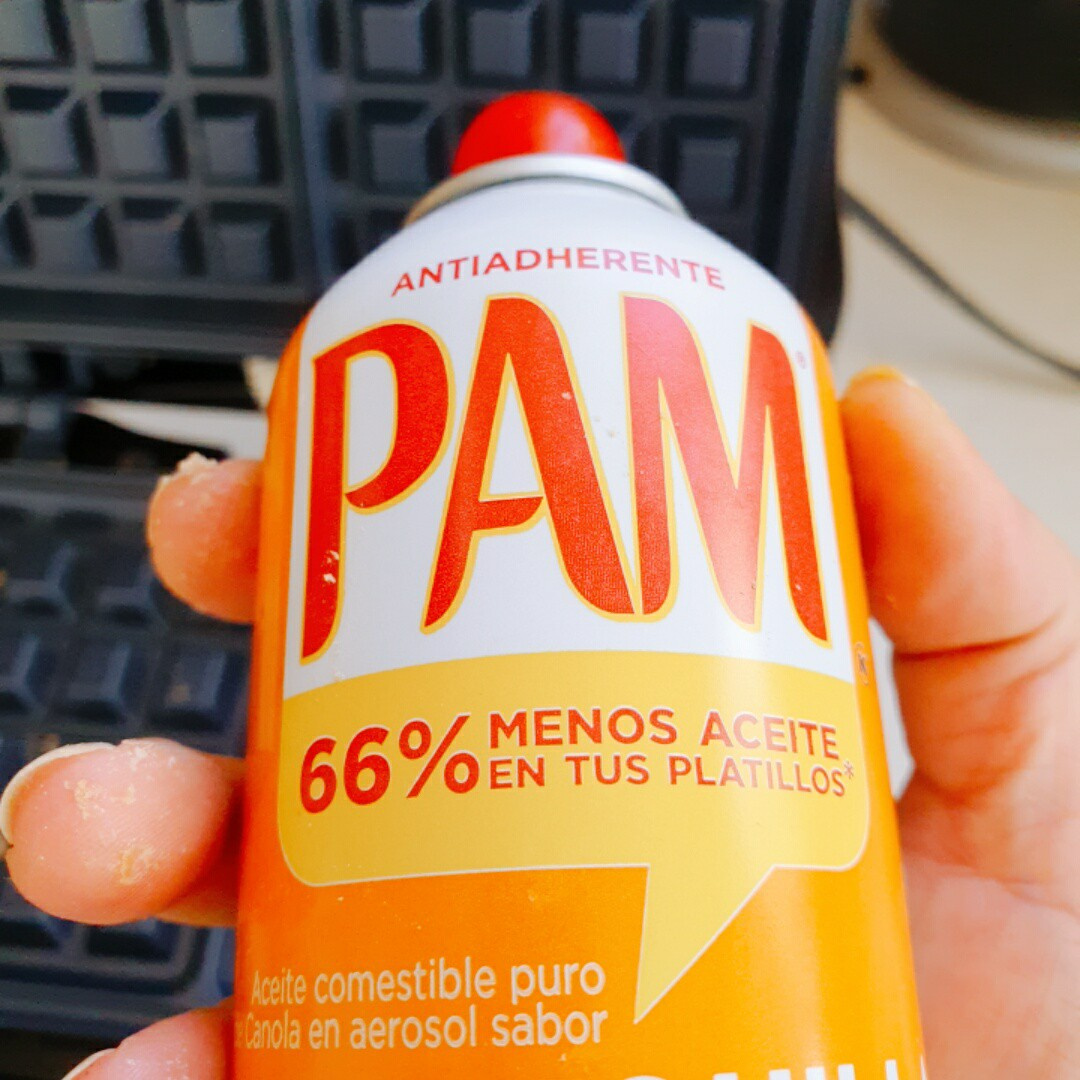 ANTIADHERENTE
PAM®
66% MENOS ACEITE
EN TUS PLATILLOS*
Aceite comestible puro
Canola en aerosol sabor